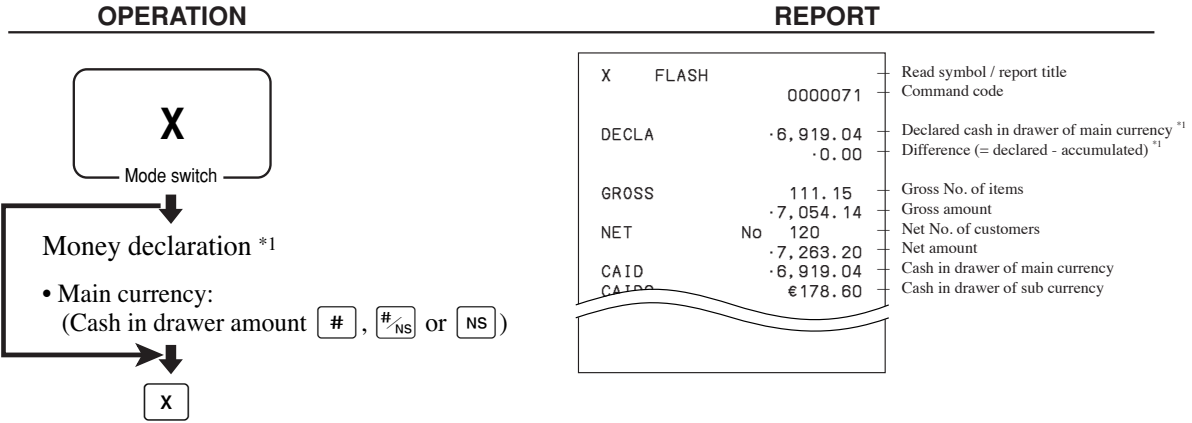 OPERATION
REPORT
X
Mode switch
Money declaration *1
• Main currency:
(Cash in drawer amount #, #/NS or NS)
X
X FLASH Read symbol / report title
0000071 Command code
DECLA ·6,919.04 Declared cash in drawer of main currency *1
·0.00 Difference (= declared - accumulated) *1
GROSS 111.15 Gross No. of items
·7,054.14 Gross amount
NET No 120 Net No. of customers
·7,263.20 Net amount
CAID ·6,919.04 Cash in drawer of main currency
€178.60 Cash in drawer of sub currency